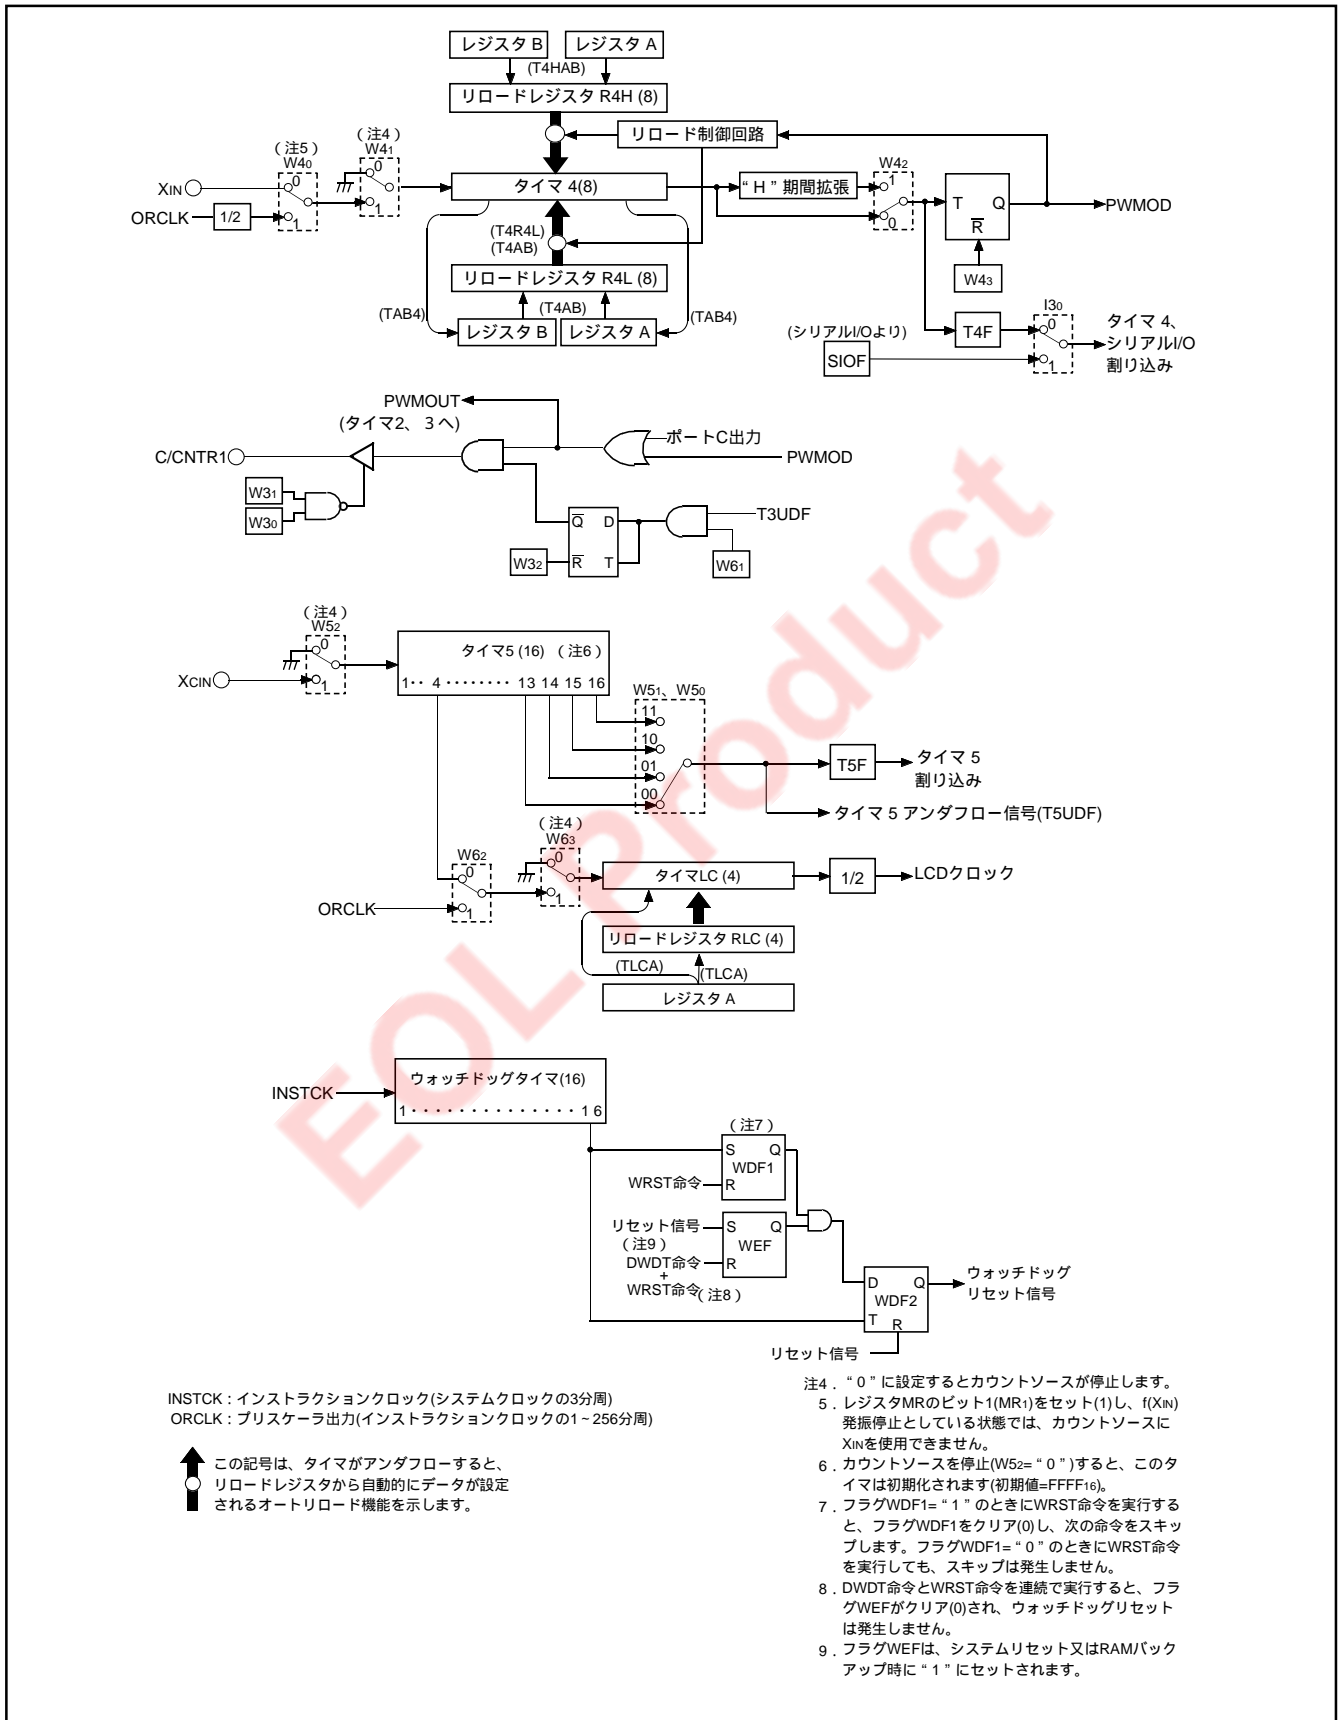 レジスタ B
レジスタ A
(T4HAB)
リロードレジスタ R4H (8)
リロード制御回路
(注5)
W40
0
1
(注4)
W41
0
1
XIN
ORCLK
1/2
タイマ 4(8)
“H”期間拡張
W42
1
0
T
Q
R
W43
PWMOD
(T4R4L)
(T4AB)
リロードレジスタ R4L (8)
(TAB4)
(T4AB)
(TAB4)
レジスタ B
レジスタ A
T4F
I30
0
1
(シリアルI/Oより)
SIOF
タイマ 4、
シリアルI/O
割り込み
PWMOUT
(タイマ2、3へ)
C/CNTR1
ポートC出力
PWMOD
W31
W30
Q
D
R
T
W32
T3UDF
W61
(注4)
W52
0
1
XCIN
タイマ5 (16) (注6)
1‥ 4 ‥‥‥‥ 13 14 15 16
W51、W50
11
10
01
00
T5F
タイマ 5
割り込み
タイマ 5 アンダフロー信号(T5UDF)
W62
0
1
ORCLK
(注4)
W63
0
1
タイマLC (4)
1/2
LCDクロック
リロードレジスタ RLC (4)
(TLCA)
(TLCA)
レジスタ A
INSTCK
ウォッチドッグタイマ(16)
1・・・・・・・・・・・・・・16
(注7)
S
Q
WDF1
R
WRST命令
リセット信号
S
Q
WEF
R
(注9)
DWDT命令
+
WRST命令(注8)
D
Q
WDF2
T
R
ウォッチドッグ
リセット信号
リセット信号
INSTCK : インストラクションクロック(システムクロックの3分周)
ORCLK : プリスケーラ出力(インストラクションクロックの1~256分周)
この記号は、タイマがアンダフローすると、
リロードレジスタから自動的にデータが設定
されるオートリロード機能を示します。
注4.“0”に設定するとカウントソースが停止します。
5.レジスタMRのビット1(MR1)をセット(1)し、f(XIN)
発振停止としている状態では、カウントソースに
XINを使用できません。
6.カウントソースを停止(W52=“0”)すると、このタ
イマは初期化されます(初期値=FFFF16)。
7.フラグWDF1=“1”のときにWRST命令を実行する
と、フラグWDF1をクリア(0)し、次の命令をスキッ
プします。フラグWDF1=“0”のときにWRST命令
を実行しても、スキップは発生しません。
8.DWDT命令とWRST命令を連続で実行すると、フラ
グWEFがクリア(0)され、ウォッチドッグリセット
は発生しません。
9.フラグWEFは、システムリセット又はRAMバック
アップ時に“1”にセットされます。
EOL Product